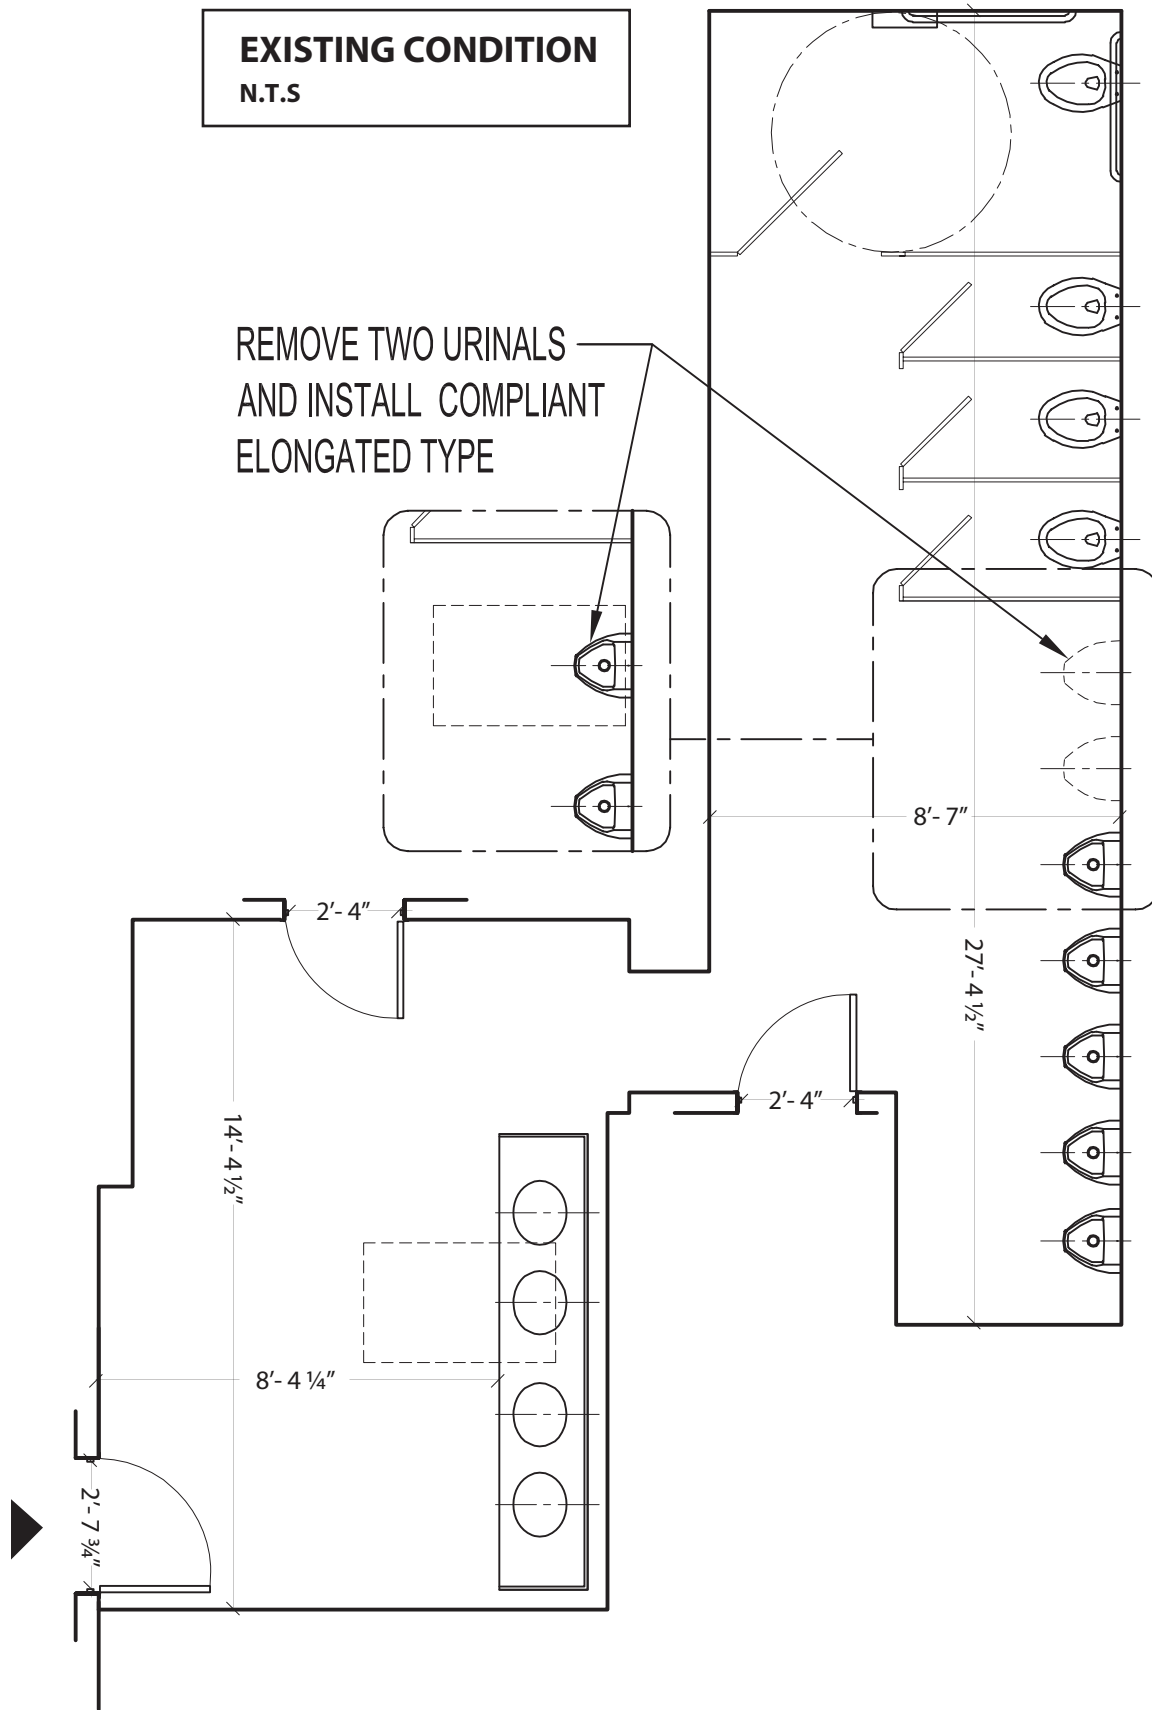 EXISTING CONDITION
N.T.S
REMOVE TWO URINALS
AND INSTALL COMPLIANT
ELONGATED TYPE
8'- 7"
2'- 4"
27'- 4 ½"
2'- 4"
14'- 4 ½"
8'- 4 ¼"
2'- 7 ¾"